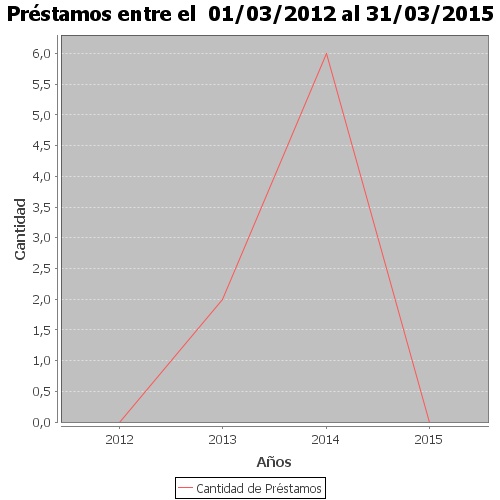 Préstamos entre el  01/03/2012 al 31/03/2015
6,0
5,5
5,0
4,5
4,0
3,5
3,0
2,5
2,0
1,5
1,0
0,5
0,0
Cantidad
2012 2013 2014 2015
Años
Cantidad de Préstamos